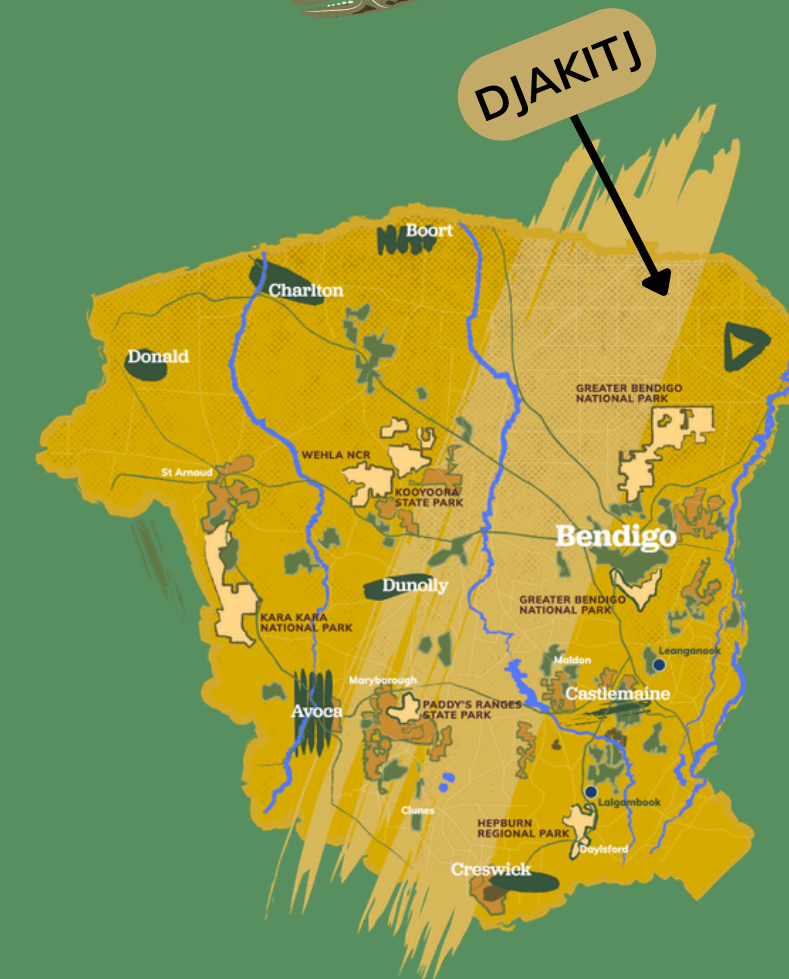 DJAKITJ
Boort
Charlton
Donald
GREATER BENDIGO
NATIONAL PARK
WEHLA NCR
St Arnaud
KOOYOORA
STATE PARK
Bendigo
Dunolly
GREATER BENDIGO
NATIONAL PARK
KARA KARA
NATIONAL PARK
Leanganook
Maldon
Maryborough
Castlemaine
PADDY'S RANGES
STATE PARK
Avoca
Lalgambook
Clunes
HEPBURN
REGIONAL PARK
Daylsford
Creswick